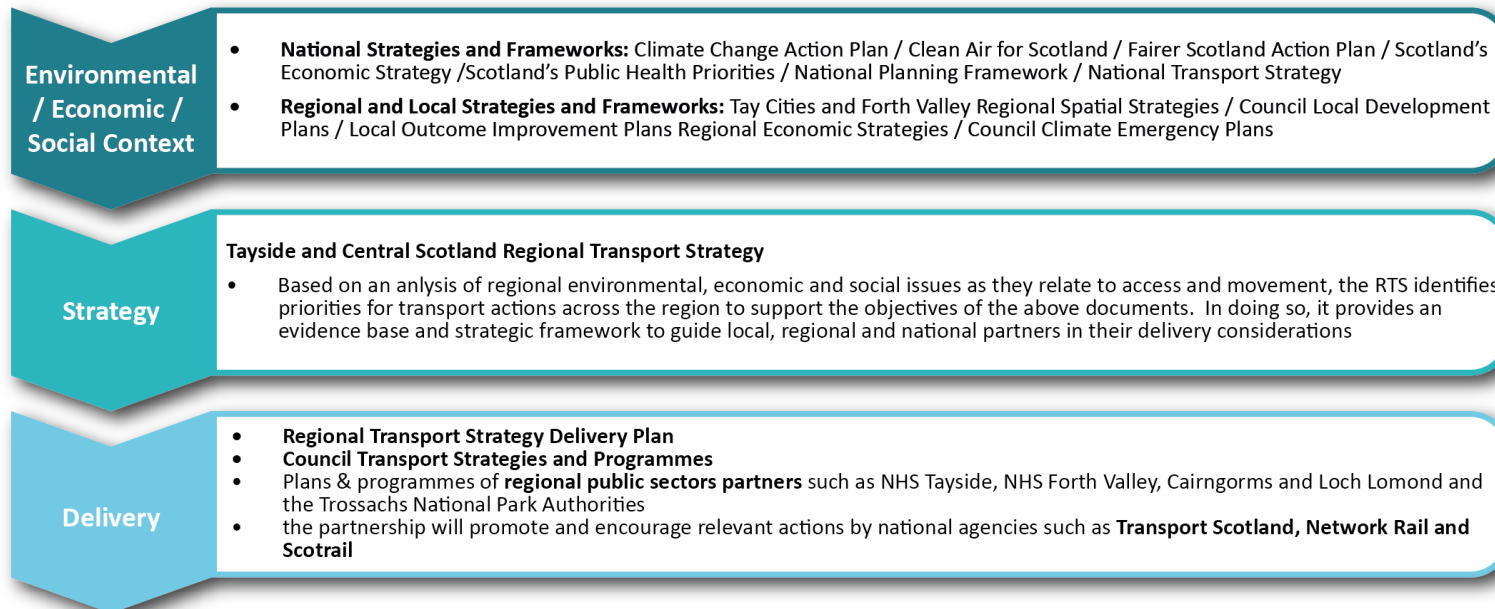 Environmental
/ Economic /
Social Context
• National Strategies and Frameworks: Climate Change Action Plan / Clean Air for Scotland / Fairer Scotland Action Plan / Scotland’s
Economic Strategy /Scotland’s Public Health Priorities / National Planning Framework / National Transport Strategy
• Regional and Local Strategies and Frameworks: Tay Cities and Forth Valley Regional Spatial Strategies / Council Local Development
Plans / Local Outcome Improvement Plans Regional Economic Strategies / Council Climate Emergency Plans
Strategy
Tayside and Central Scotland Regional Transport Strategy
• Based on an anlysis of regional environmental, economic and social issues as they relate to access and movement, the RTS identifies
priorities for transport actions across the region to support the objectives of the above documents. In doing so, it provides an
evidence base and strategic framework to guide local, regional and national partners in their delivery considerations
Delivery
• Regional Transport Strategy Delivery Plan
• Council Transport Strategies and Programmes
• Plans & programmes of regional public sectors partners such as NHS Tayside, NHS Forth Valley, Cairngorms and Loch Lomond and
the Trossachs National Park Authorities
• the partnership will promote and encourage relevant actions by national agencies such as Transport Scotland, Network Rail and
Scotrail